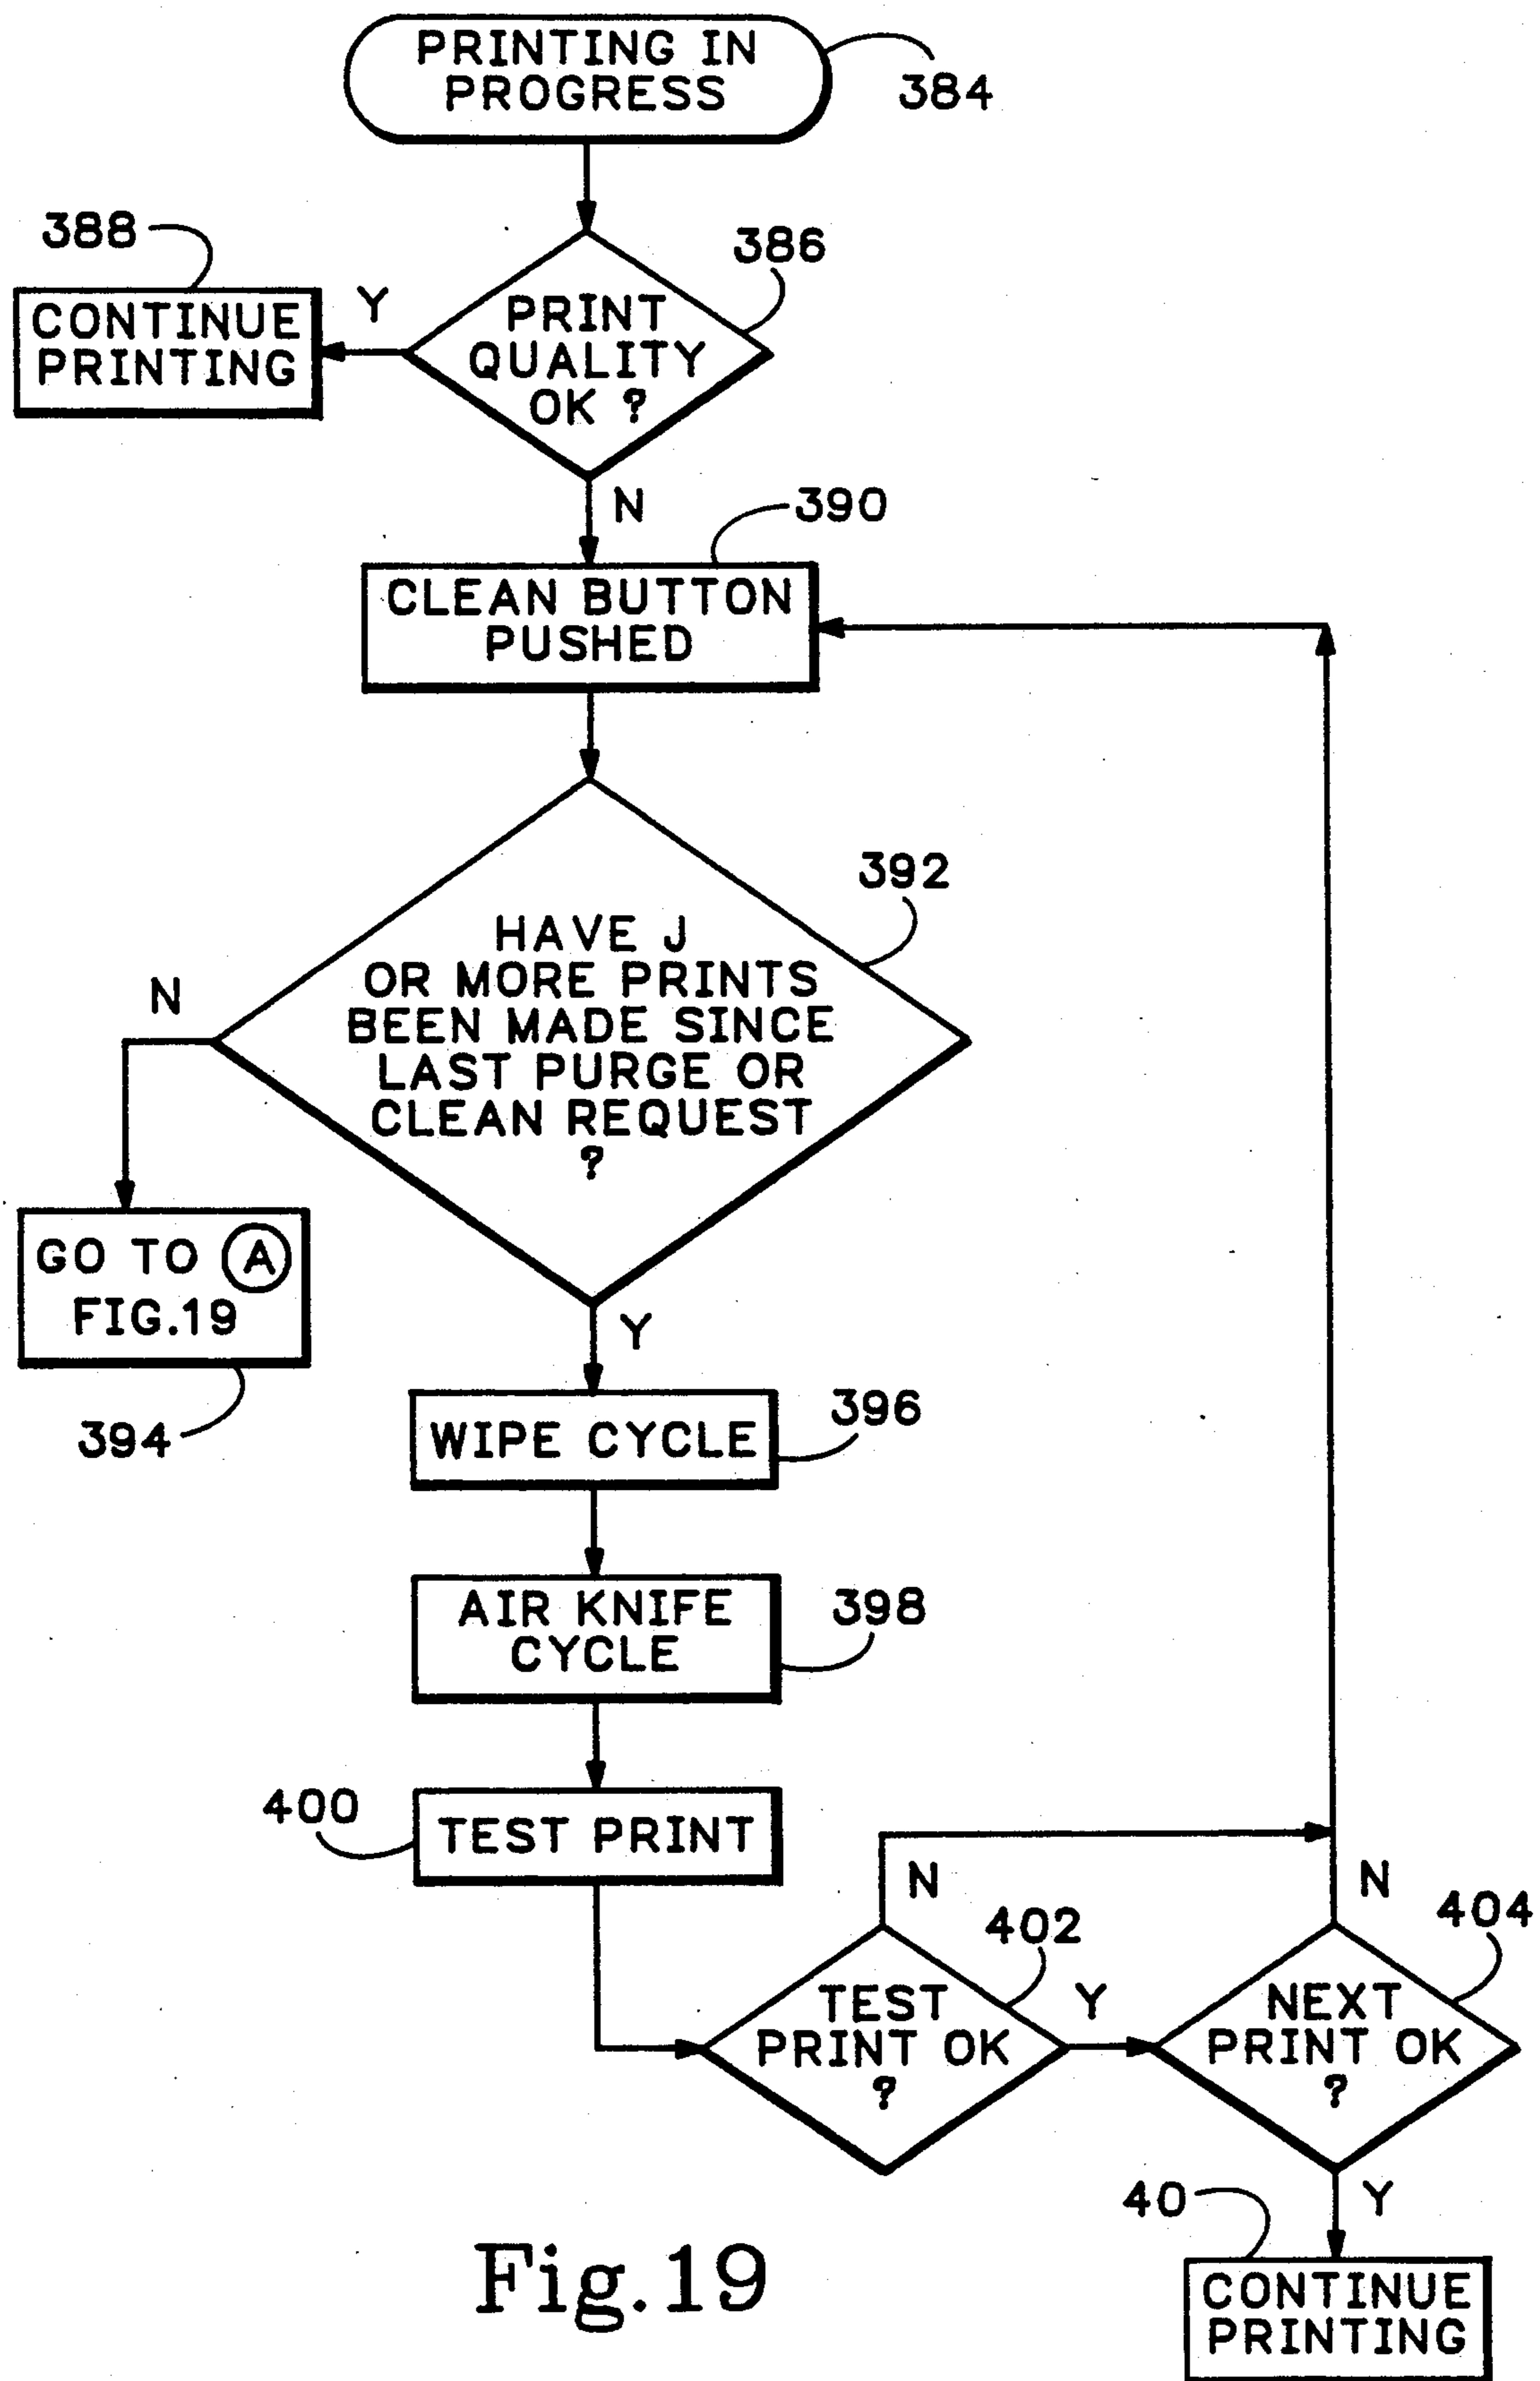 PRINTING IN
PROGRESS
384
388
386
CONTINUE
PRINTING
Y
PRINT
QUALITY
OK ?
N
390
CLEAN BUTTON
PUSHED
392
HAVE J
OR MORE PRINTS
BEEN MADE SINCE
LAST PURGE OR
CLEAN REQUEST
?
N
GO TO A
FIG.19
394
Y
WIPE CYCLE
396
AIR KNIFE
CYCLE
398
400
TEST PRINT
N
N
402
404
TEST
PRINT OK
?
Y
NEXT
PRINT OK
?
40
Y
CONTINUE
PRINTING
Fig.19